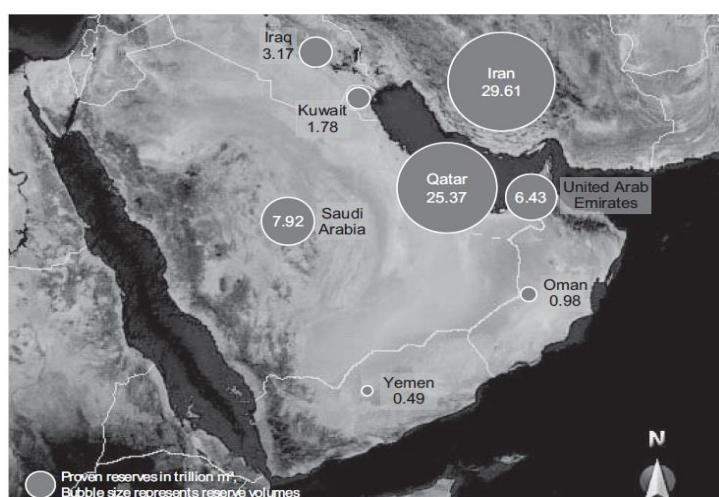 Iraq
3.17
Iran
29.61
Kuwait
1.78
Qatar
25.37
6.43
United Arab
Emirates
7.92
Saudi
Arabia
Oman
0.98
Yemen
0.49
N
Proven reserves in trillion m³,
Bubble size represents reserve volumes